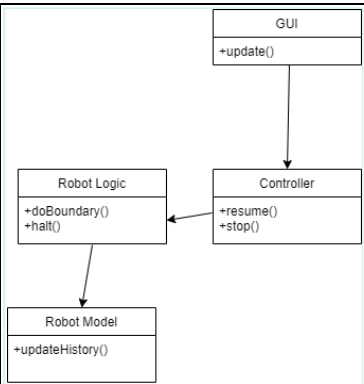 GUI
+update()
Robot Logic
+doBoundary()
+halt()
Controller
+resume()
+stop()
Robot Model
+updateHistory()